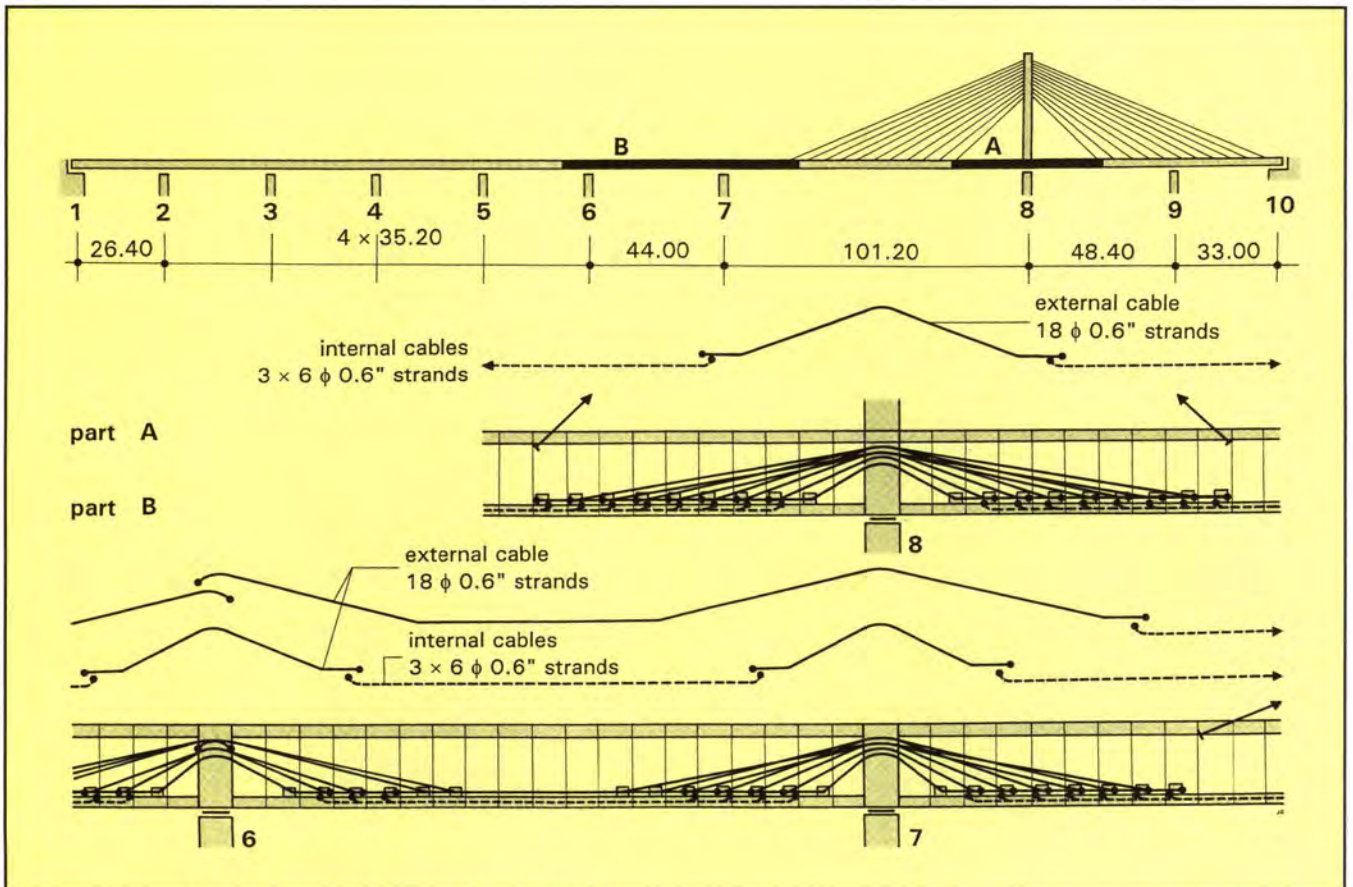 B
A
1 2 3 4 5 6 7 8 9 10
26.40 4 × 35.20 44.00 101.20 48.40 33.00
external cable
18 ϕ 0.6" strands
internal cables
3 × 6 ϕ 0.6" strands
part A
part B
8
external cable
18 ϕ 0.6" strands
internal cables
3 × 6 ϕ 0.6" strands
6
7